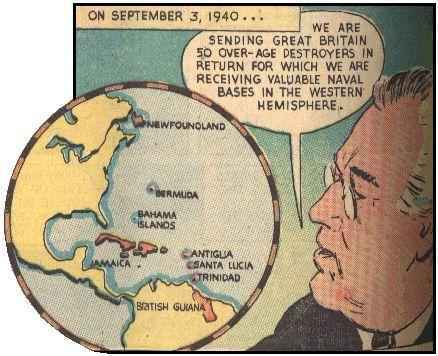 ON SEPTEMBER 3, 1940...
WE ARE
SENDING GREAT BRITAIN
50 OVER-AGE DESTROYERS IN
RETURN FOR WHICH WE ARE
RECEIVING VALUABLE NAVAL
BASES IN THE WESTERN
HEMISPHERE.
NEWFOUNDLAND
BERMUDA
BAHAMA
ISLANDS
JAMAICA
ANTIGUA
SANTA LUCIA
TRINIDAD
BRITISH GUIANA